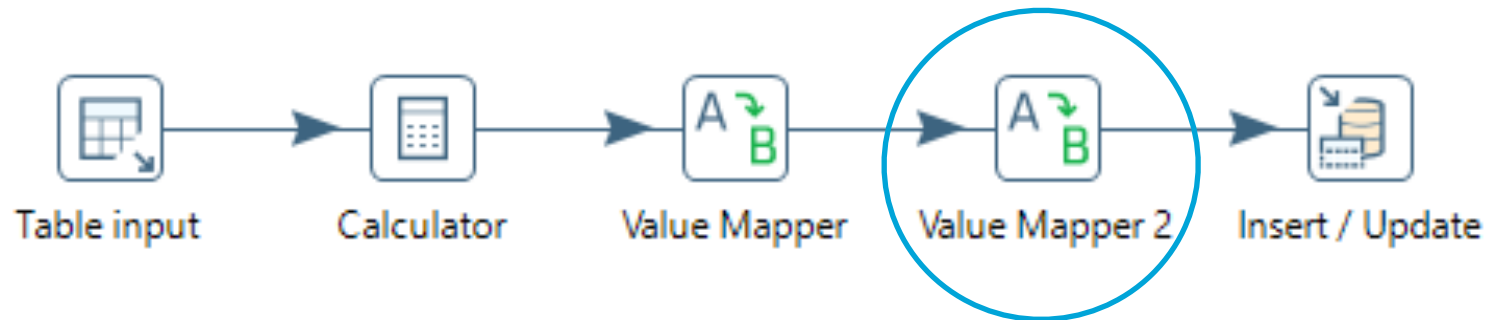 A
B
A
B
Table input
Calculator
Value Mapper
Value Mapper 2
Insert / Update